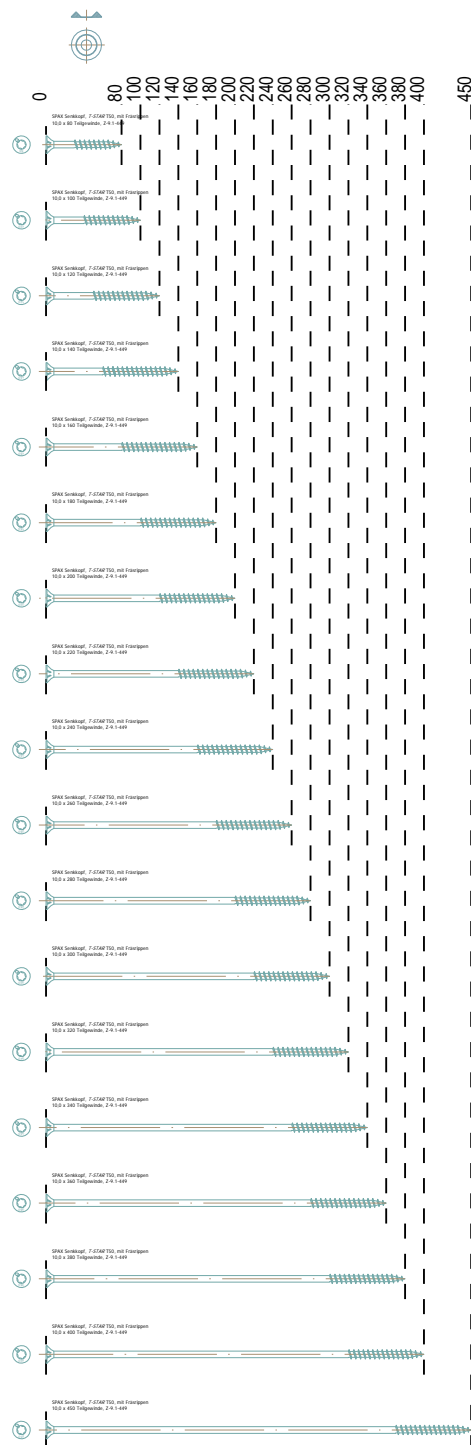 0
80
100
120
140
160
180
200
220
240
260
280
300
320
340
360
380
400
450
SPAX Senkkopf, T-STAR T50, mit Fräsrippen
10,0 x 80 Teilgewinde, Z-9.1-449
SPAX Senkkopf, T-STAR T50, mit Fräsrippen
10,0 x 100 Teilgewinde, Z-9.1-449
SPAX Senkkopf, T-STAR T50, mit Fräsrippen
10,0 x 120 Teilgewinde, Z-9.1-449
SPAX Senkkopf, T-STAR T50, mit Fräsrippen
10,0 x 140 Teilgewinde, Z-9.1-449
SPAX Senkkopf, T-STAR T50, mit Fräsrippen
10,0 x 160 Teilgewinde, Z-9.1-449
SPAX Senkkopf, T-STAR T50, mit Fräsrippen
10,0 x 180 Teilgewinde, Z-9.1-449
SPAX Senkkopf, T-STAR T50, mit Fräsrippen
10,0 x 200 Teilgewinde, Z-9.1-449
SPAX Senkkopf, T-STAR T50, mit Fräsrippen
10,0 x 220 Teilgewinde, Z-9.1-449
SPAX Senkkopf, T-STAR T50, mit Fräsrippen
10,0 x 240 Teilgewinde, Z-9.1-449
SPAX Senkkopf, T-STAR T50, mit Fräsrippen
10,0 x 260 Teilgewinde, Z-9.1-449
SPAX Senkkopf, T-STAR T50, mit Fräsrippen
10,0 x 280 Teilgewinde, Z-9.1-449
SPAX Senkkopf, T-STAR T50, mit Fräsrippen
10,0 x 300 Teilgewinde, Z-9.1-449
SPAX Senkkopf, T-STAR T50, mit Fräsrippen
10,0 x 320 Teilgewinde, Z-9.1-449
SPAX Senkkopf, T-STAR T50, mit Fräsrippen
10,0 x 340 Teilgewinde, Z-9.1-449
SPAX Senkkopf, T-STAR T50, mit Fräsrippen
10,0 x 360 Teilgewinde, Z-9.1-449
SPAX Senkkopf, T-STAR T50, mit Fräsrippen
10,0 x 380 Teilgewinde, Z-9.1-449
SPAX Senkkopf, T-STAR T50, mit Fräsrippen
10,0 x 400 Teilgewinde, Z-9.1-449
SPAX Senkkopf, T-STAR T50, mit Fräsrippen
10,0 x 450 Teilgewinde, Z-9.1-449